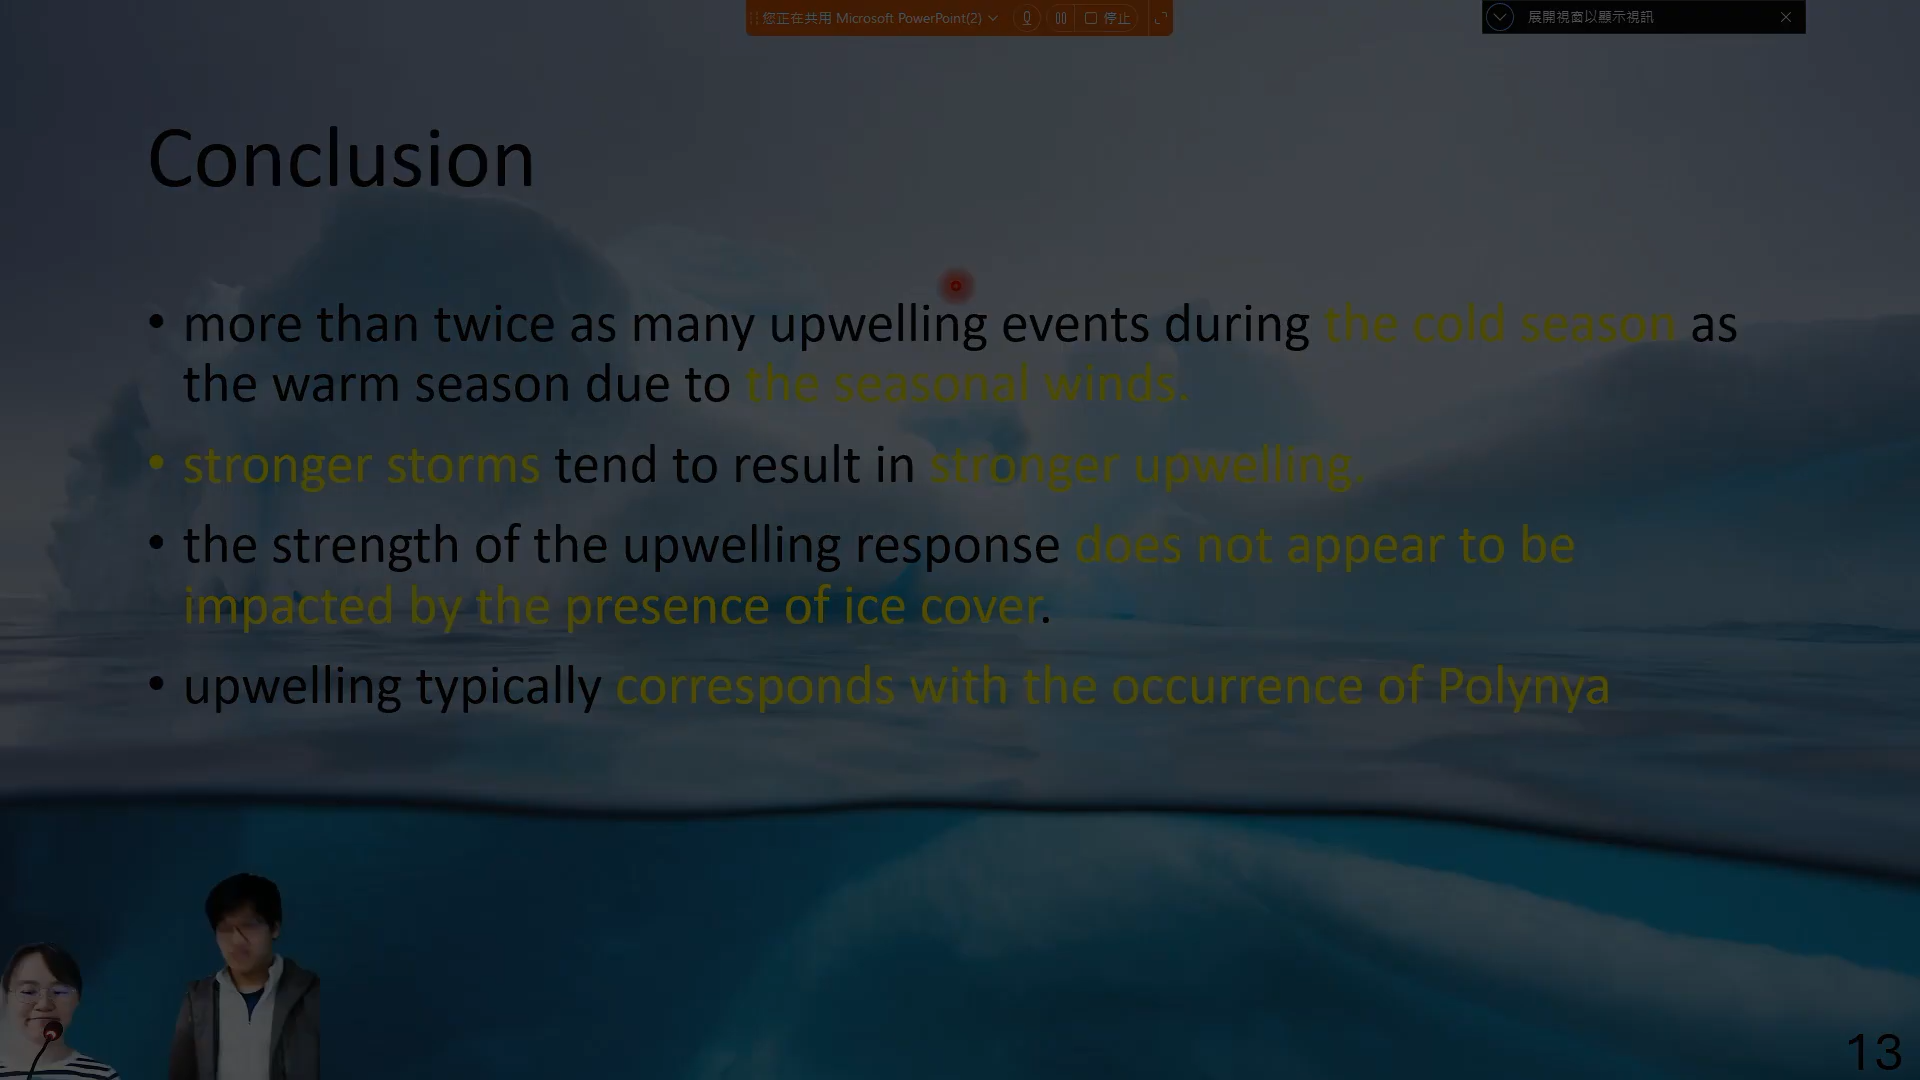 您正在共用 Microsoft PowerPoint(2)
停止
展開視窗以顯示視訊
Conclusion
• more than twice as many upwelling events during the cold season as
the warm season due to the seasonal winds.
• stronger storms tend to result in stronger upwelling.
• the strength of the upwelling response does not appear to be
impacted by the presence of ice cover.
• upwelling typically corresponds with the occurrence of Polynya
13